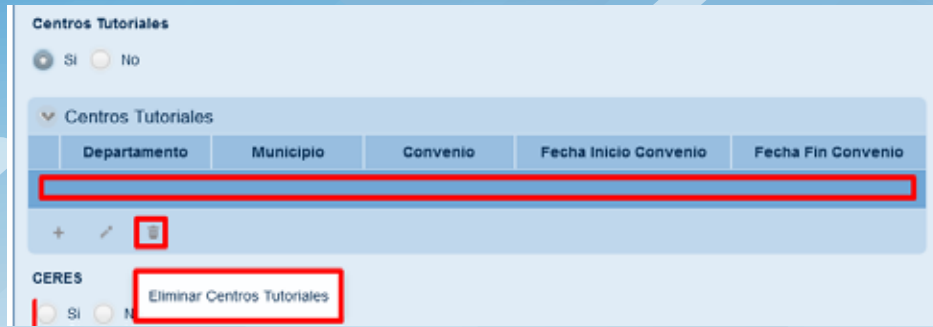 Centros Tutoriales
Si No
Centros Tutoriales
Departamento Municipio Convenio Fecha Inicio Convenio Fecha Fin Convenio
CERES
Eliminar Centros Tutoriales
Si N